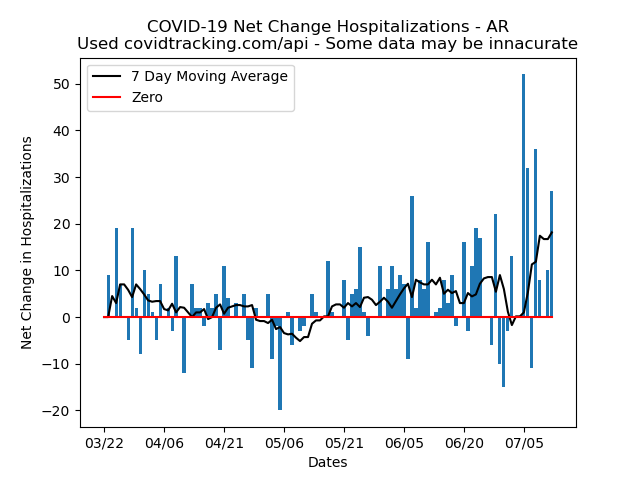 COVID-19 Net Change Hospitalizations - AR
Used covidtracking.com/api - Some data may be innacurate
7 Day Moving Average
Zero
Net Change in Hospitalizations
50
40
30
20
10
0
−10
−20
03/22 04/06 04/21 05/06 05/21 06/05 06/20 07/05
Dates